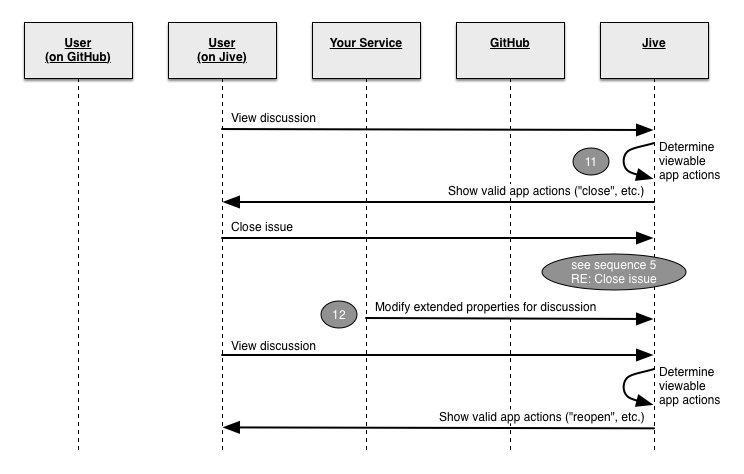 User
(on GitHub)
User
(on Jive)
Your Service
GitHub
Jive
View discussion
Determine
viewable
app actions
11
Show valid app actions ("close", etc.)
Close issue
see sequence 5
RE: Close issue
12
Modify extended properties for discussion
View discussion
Determine
viewable
app actions
Show valid app actions ("reopen", etc.)